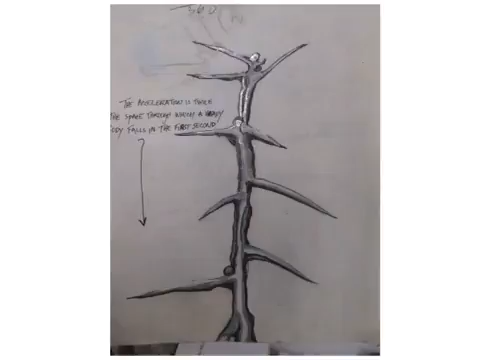 THE ACCELERATION IS TWICE
THE SPACE THROUGH WHICH A HEAVY
BODY FALLS IN THE FIRST SECOND